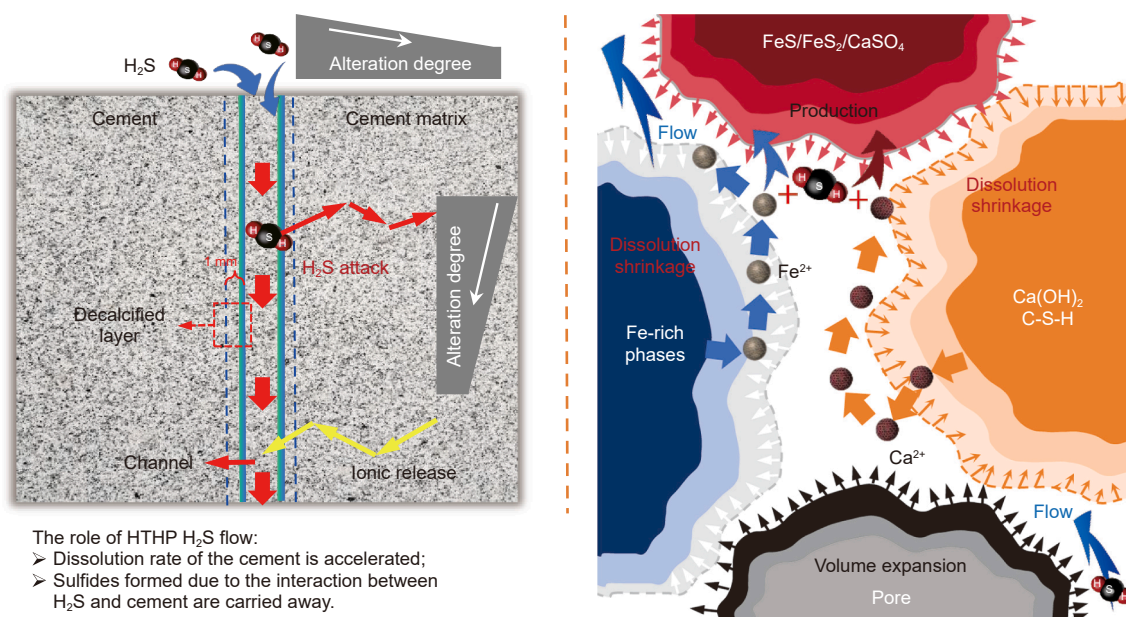 H₂S
Alteration degree
Cement
Cement matrix
H S H
H S H
H S H
1 mm
H₂S attack
Alteration degree
Decalcified
layer
Channel
Ionic release
The role of HTHP H₂S flow:
➢ Dissolution rate of the cement is accelerated;
➢ Sulfides formed due to the interaction between
H₂S and cement are carried away.
FeS/FeS₂/CaSO₄
Production
Flow
+ H S H +
Dissolution
shrinkage
Dissolution
shrinkage
Fe²⁺
Ca(OH)₂
C-S-H
Fe-rich
phases
Ca²⁺
Flow
Volume expansion
Pore
H S H